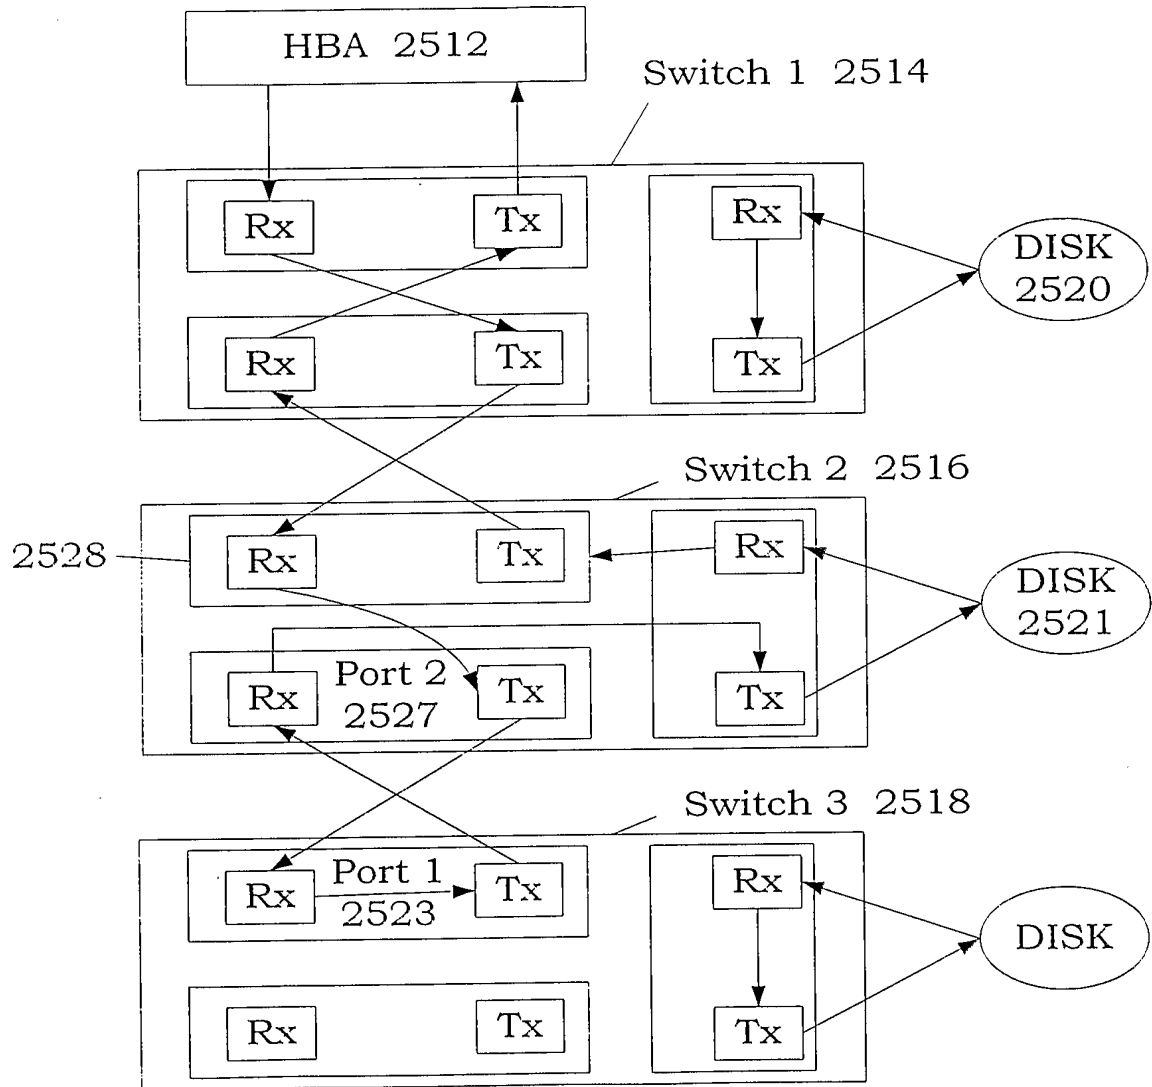 HBA 2512
Switch 1 2514
Rx
Tx
Rx
DISK
2520
Rx
Tx
Tx
Switch 2 2516
2528
Rx
Tx
Rx
DISK
2521
Rx
Port 2
2527
Tx
Tx
Switch 3 2518
Rx
Port 1
2523
Tx
Rx
DISK
Rx
Tx
Tx